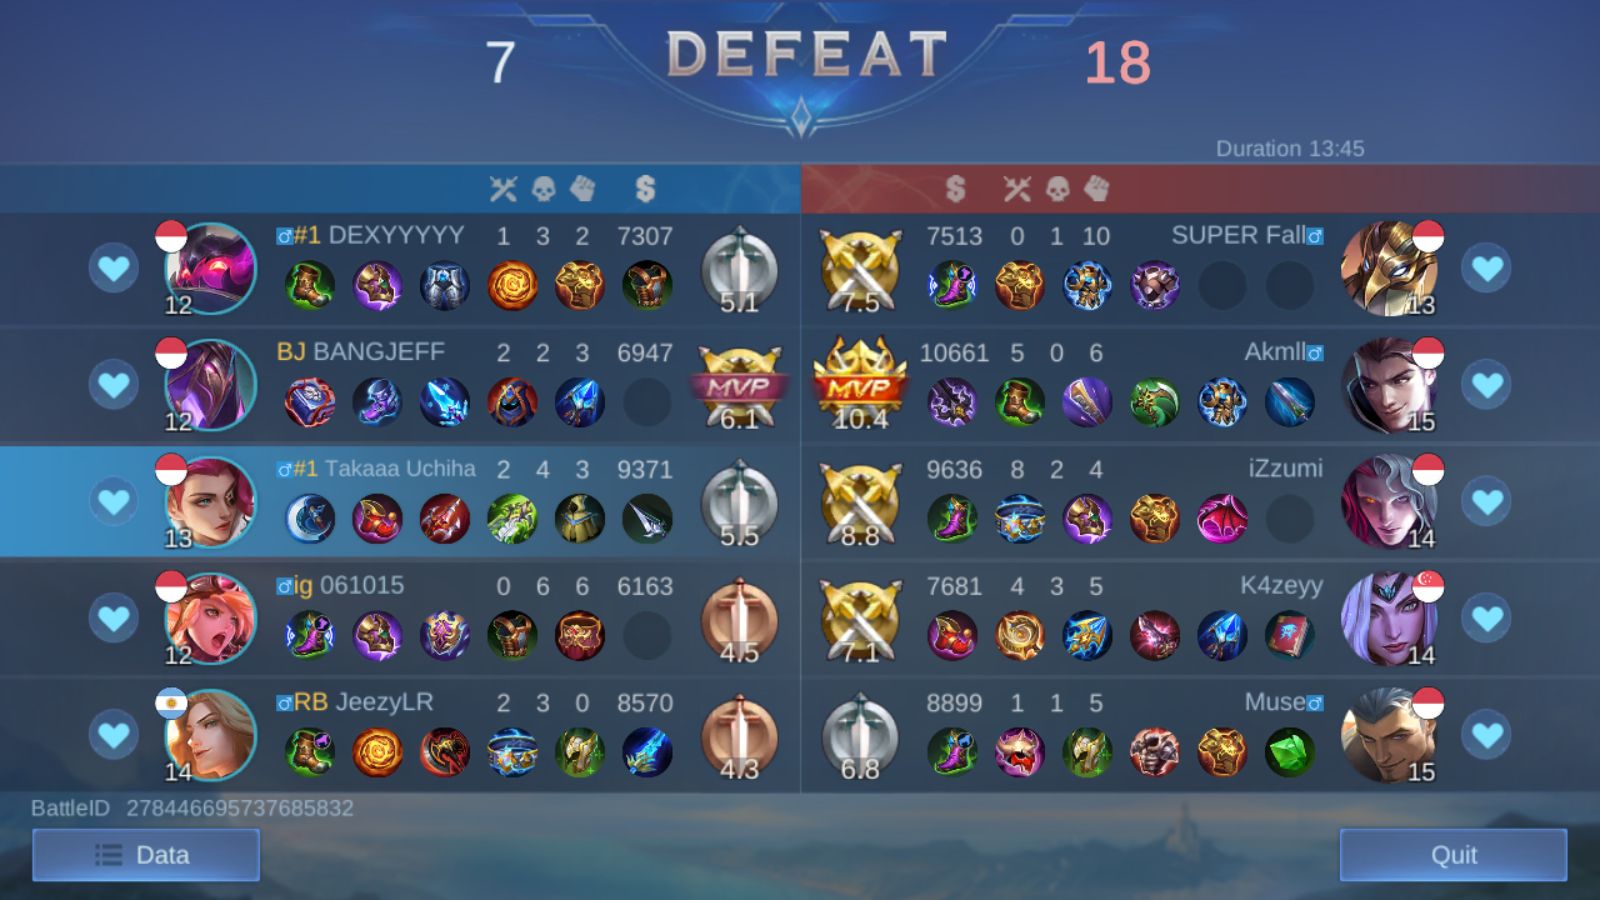 7 DEFEAT 18
Duration 13:45
#1 DEXYYYYY 1 3 2 7307
12 5.1
7513 0 1 10 SUPER Fall
7.5 13
BJ BANGJEFF 2 2 3 6947
12 MVP 6.1
10661 5 0 6 Akmll
MVP 10.4 15
#1 Takaaa Uchiha 2 4 3 9371
13 5.5
9636 8 2 4 iZzumi
8.8 14
ig 061015 0 6 6 6163
12 4.5
7681 4 3 5 K4zeyy
7.1 14
RB JeezyLR 2 3 0 8570
14 4.3
8899 1 1 5 Muse
6.8 15
BattleID 278446695737685832
Data
Quit